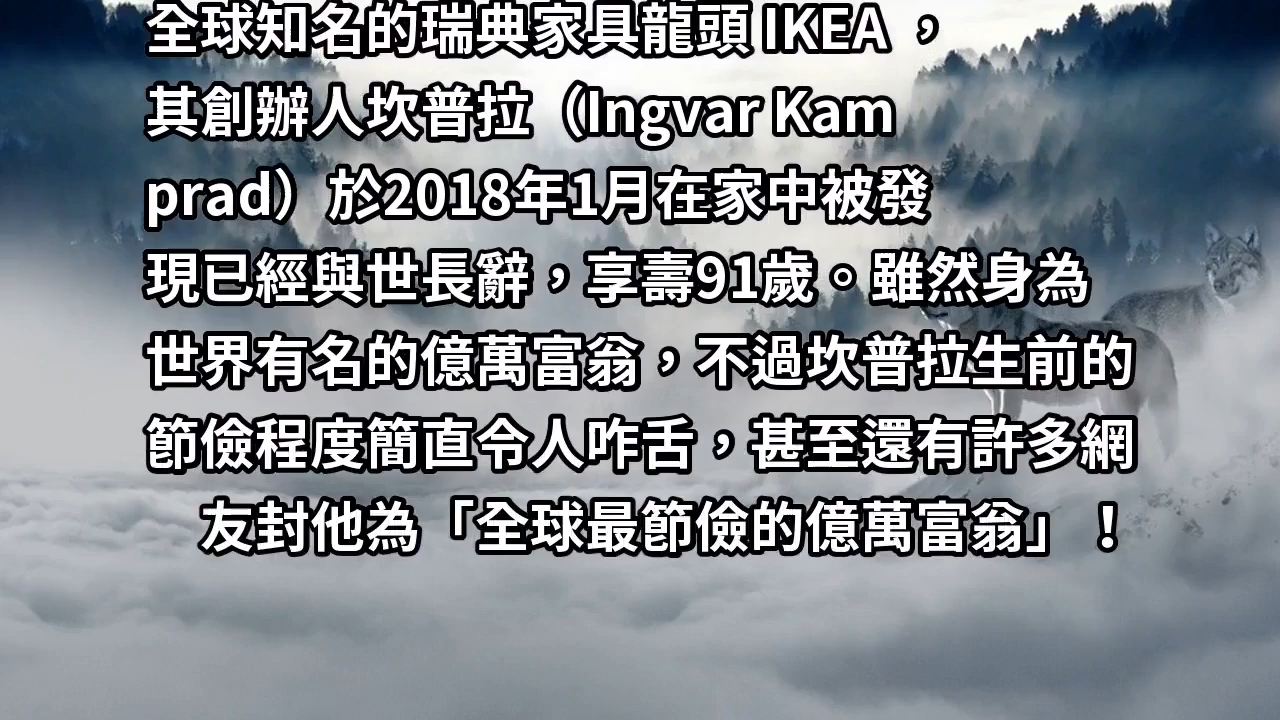 全球知名的瑞典家具龍頭 IKEA ，
其創辦人坎普拉（Ingvar Kam
prad）於2018年1月在家中被發
現已經與世長辭，享壽91歲。雖然身為
世界有名的億萬富翁，不過坎普拉生前的
節儉程度簡直令人咋舌，甚至還有許多網
友封他為「全球最節儉的億萬富翁」！